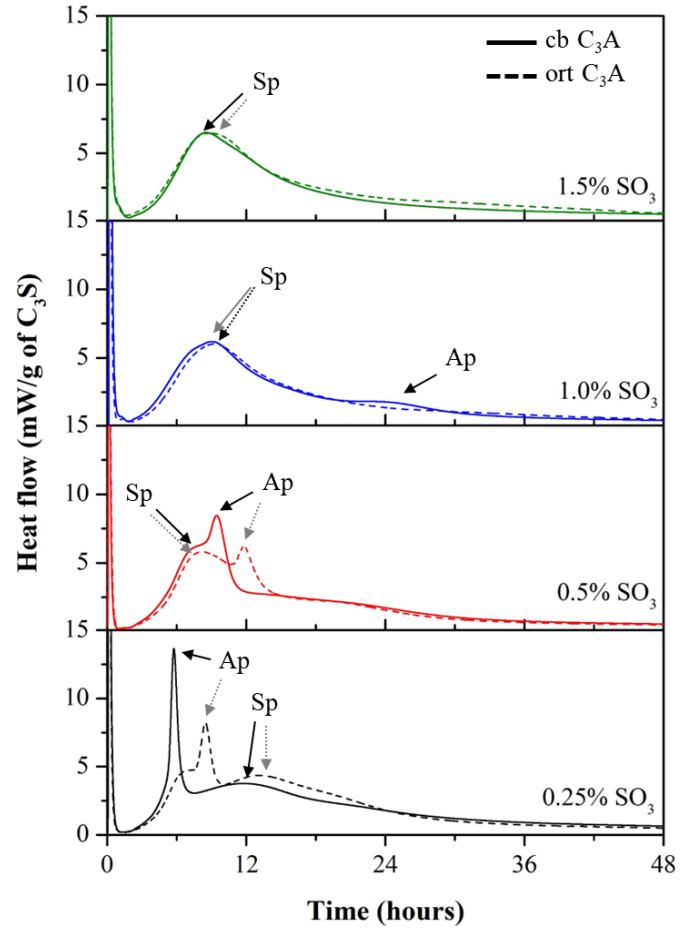 15
cb C₃A
ort C₃A
Sp
10
5
1.5% SO₃
15
Sp
10
Ap
5
1.0% SO₃
15
10
Sp
Ap
5
0.5% SO₃
15
Ap
10
Sp
5
0.25% SO₃
0
0 12 24 36 48
Time (hours)
Heat flow (mW/g of C₃S)